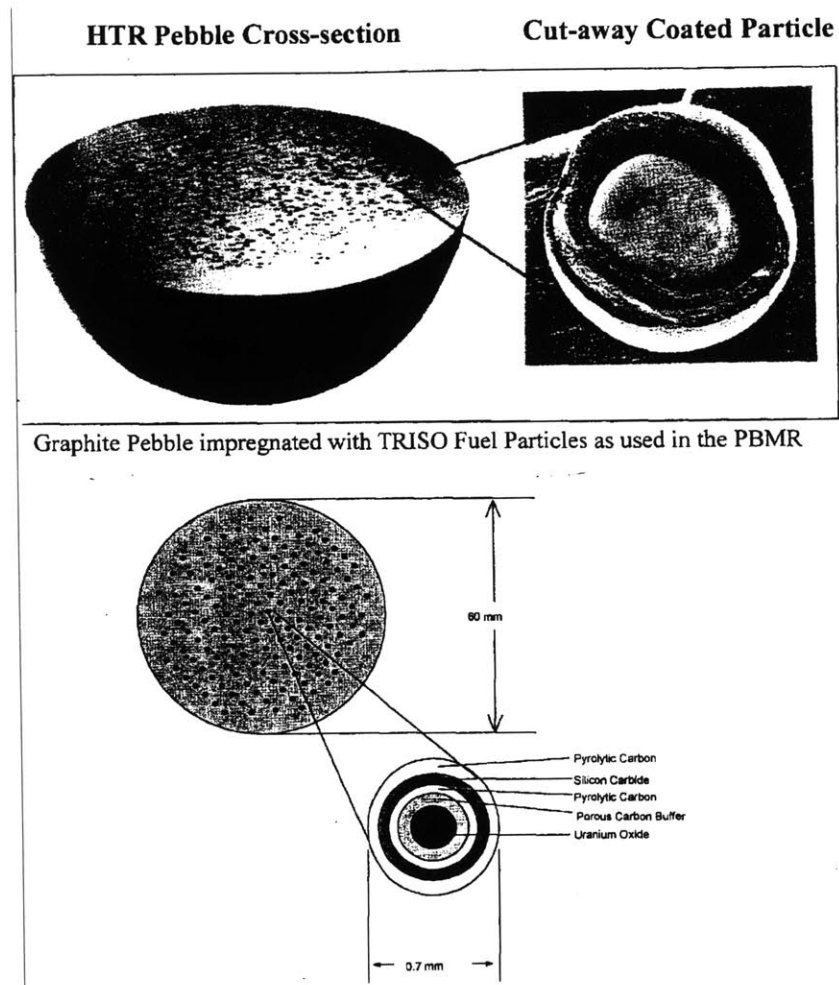 HTR Pebble Cross-section
Cut-away Coated Particle
Graphite Pebble impregnated with TRISO Fuel Particles as used in the PBMR
60 mm
Pyrolytic Carbon
Silicon Carbide
Pyrolytic Carbon
Porous Carbon Buffer
Uranium Oxide
0.7 mm